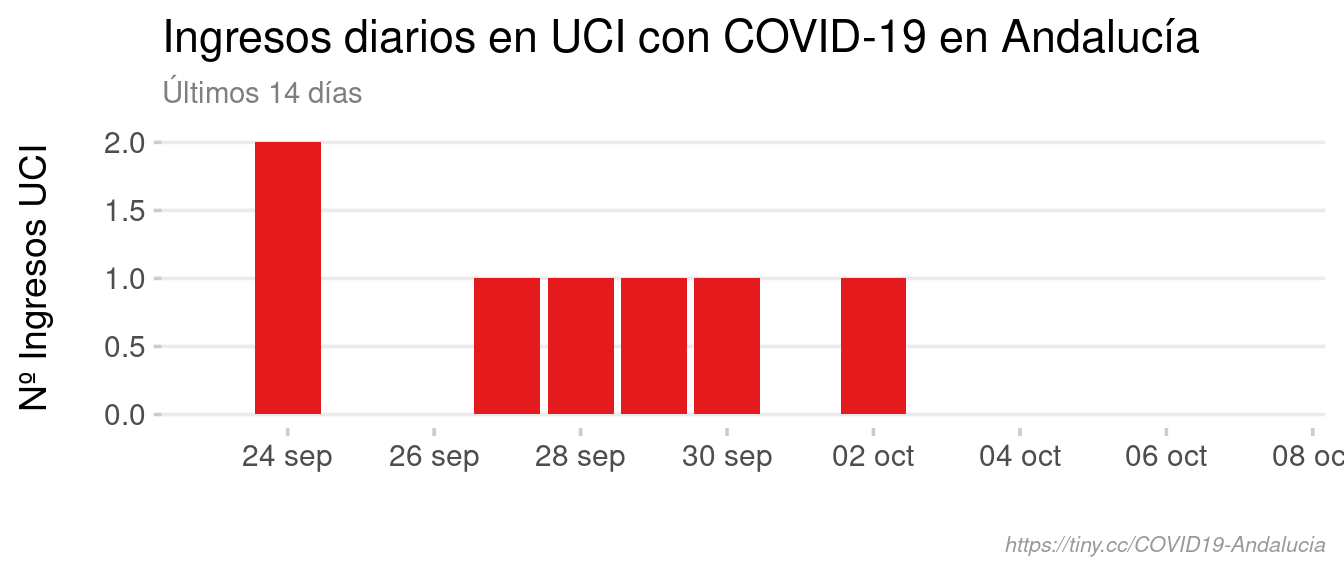 Ingresos diarios en UCI con COVID-19 en Andalucía
Últimos 14 días
Nº Ingresos UCI
2.0
1.5
1.0
0.5
0.0
24 sep 26 sep 28 sep 30 sep 02 oct 04 oct 06 oct 08 oc
https://tiny.cc/COVID19-Andalucia